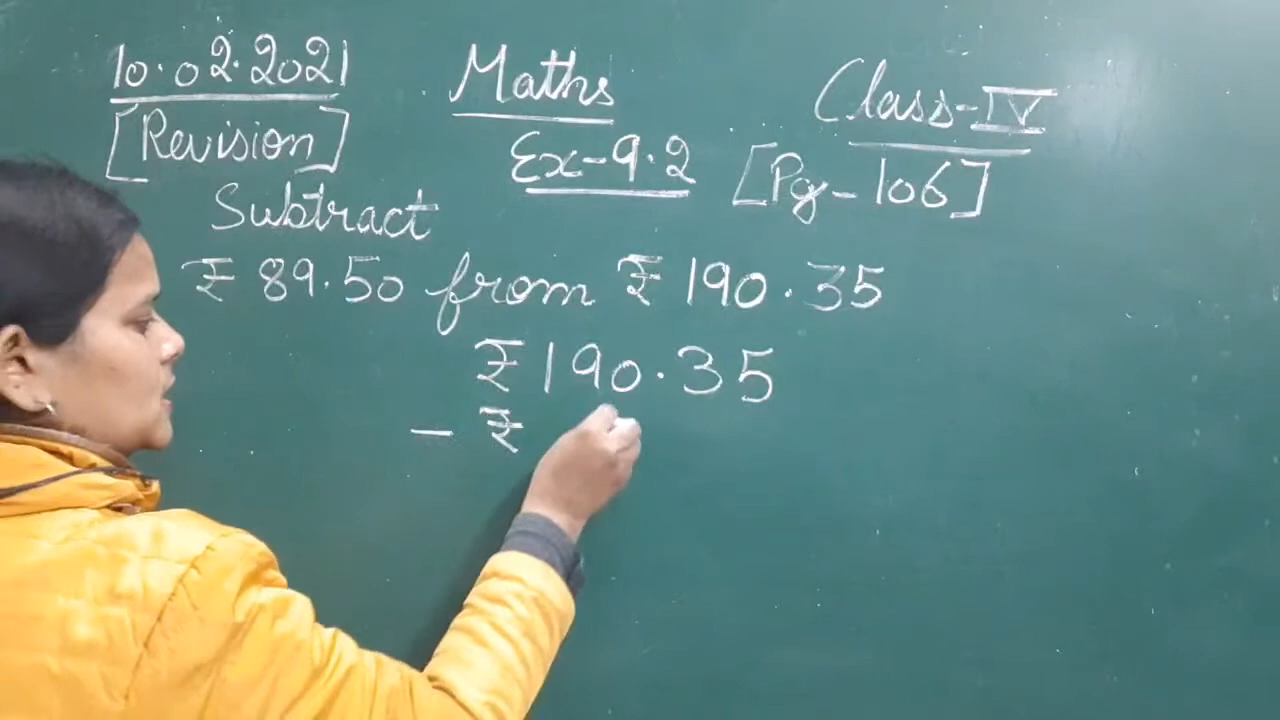 10.02.2021 Maths Class-IV
[Revision] Ex-9.2 [Pg-106]
Subtract
₹ 89.50 from ₹ 190.35
₹ 190.35
- ₹